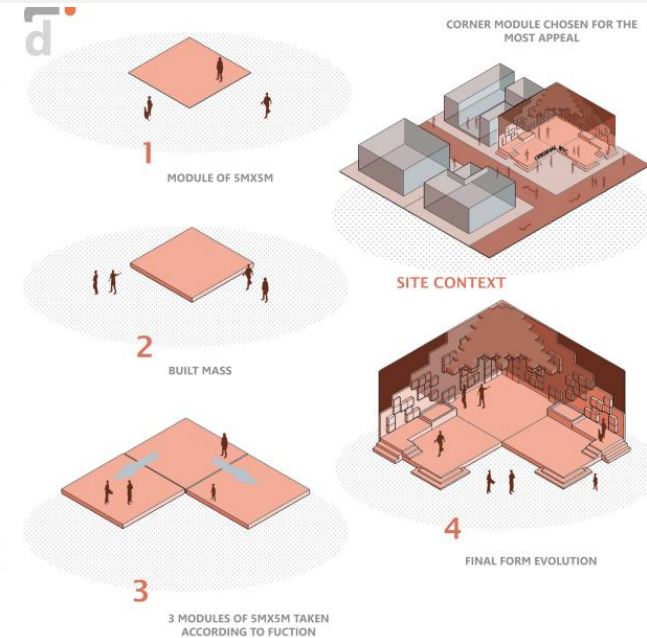 d
CORNER MODULE CHOSEN FOR THE
MOST APPEAL
1
MODULE OF 5MX5M
SITE CONTEXT
2
BUILT MASS
3
3 MODULES OF 5MX5M TAKEN
ACCORDING TO FUCTION
4
FINAL FORM EVOLUTION